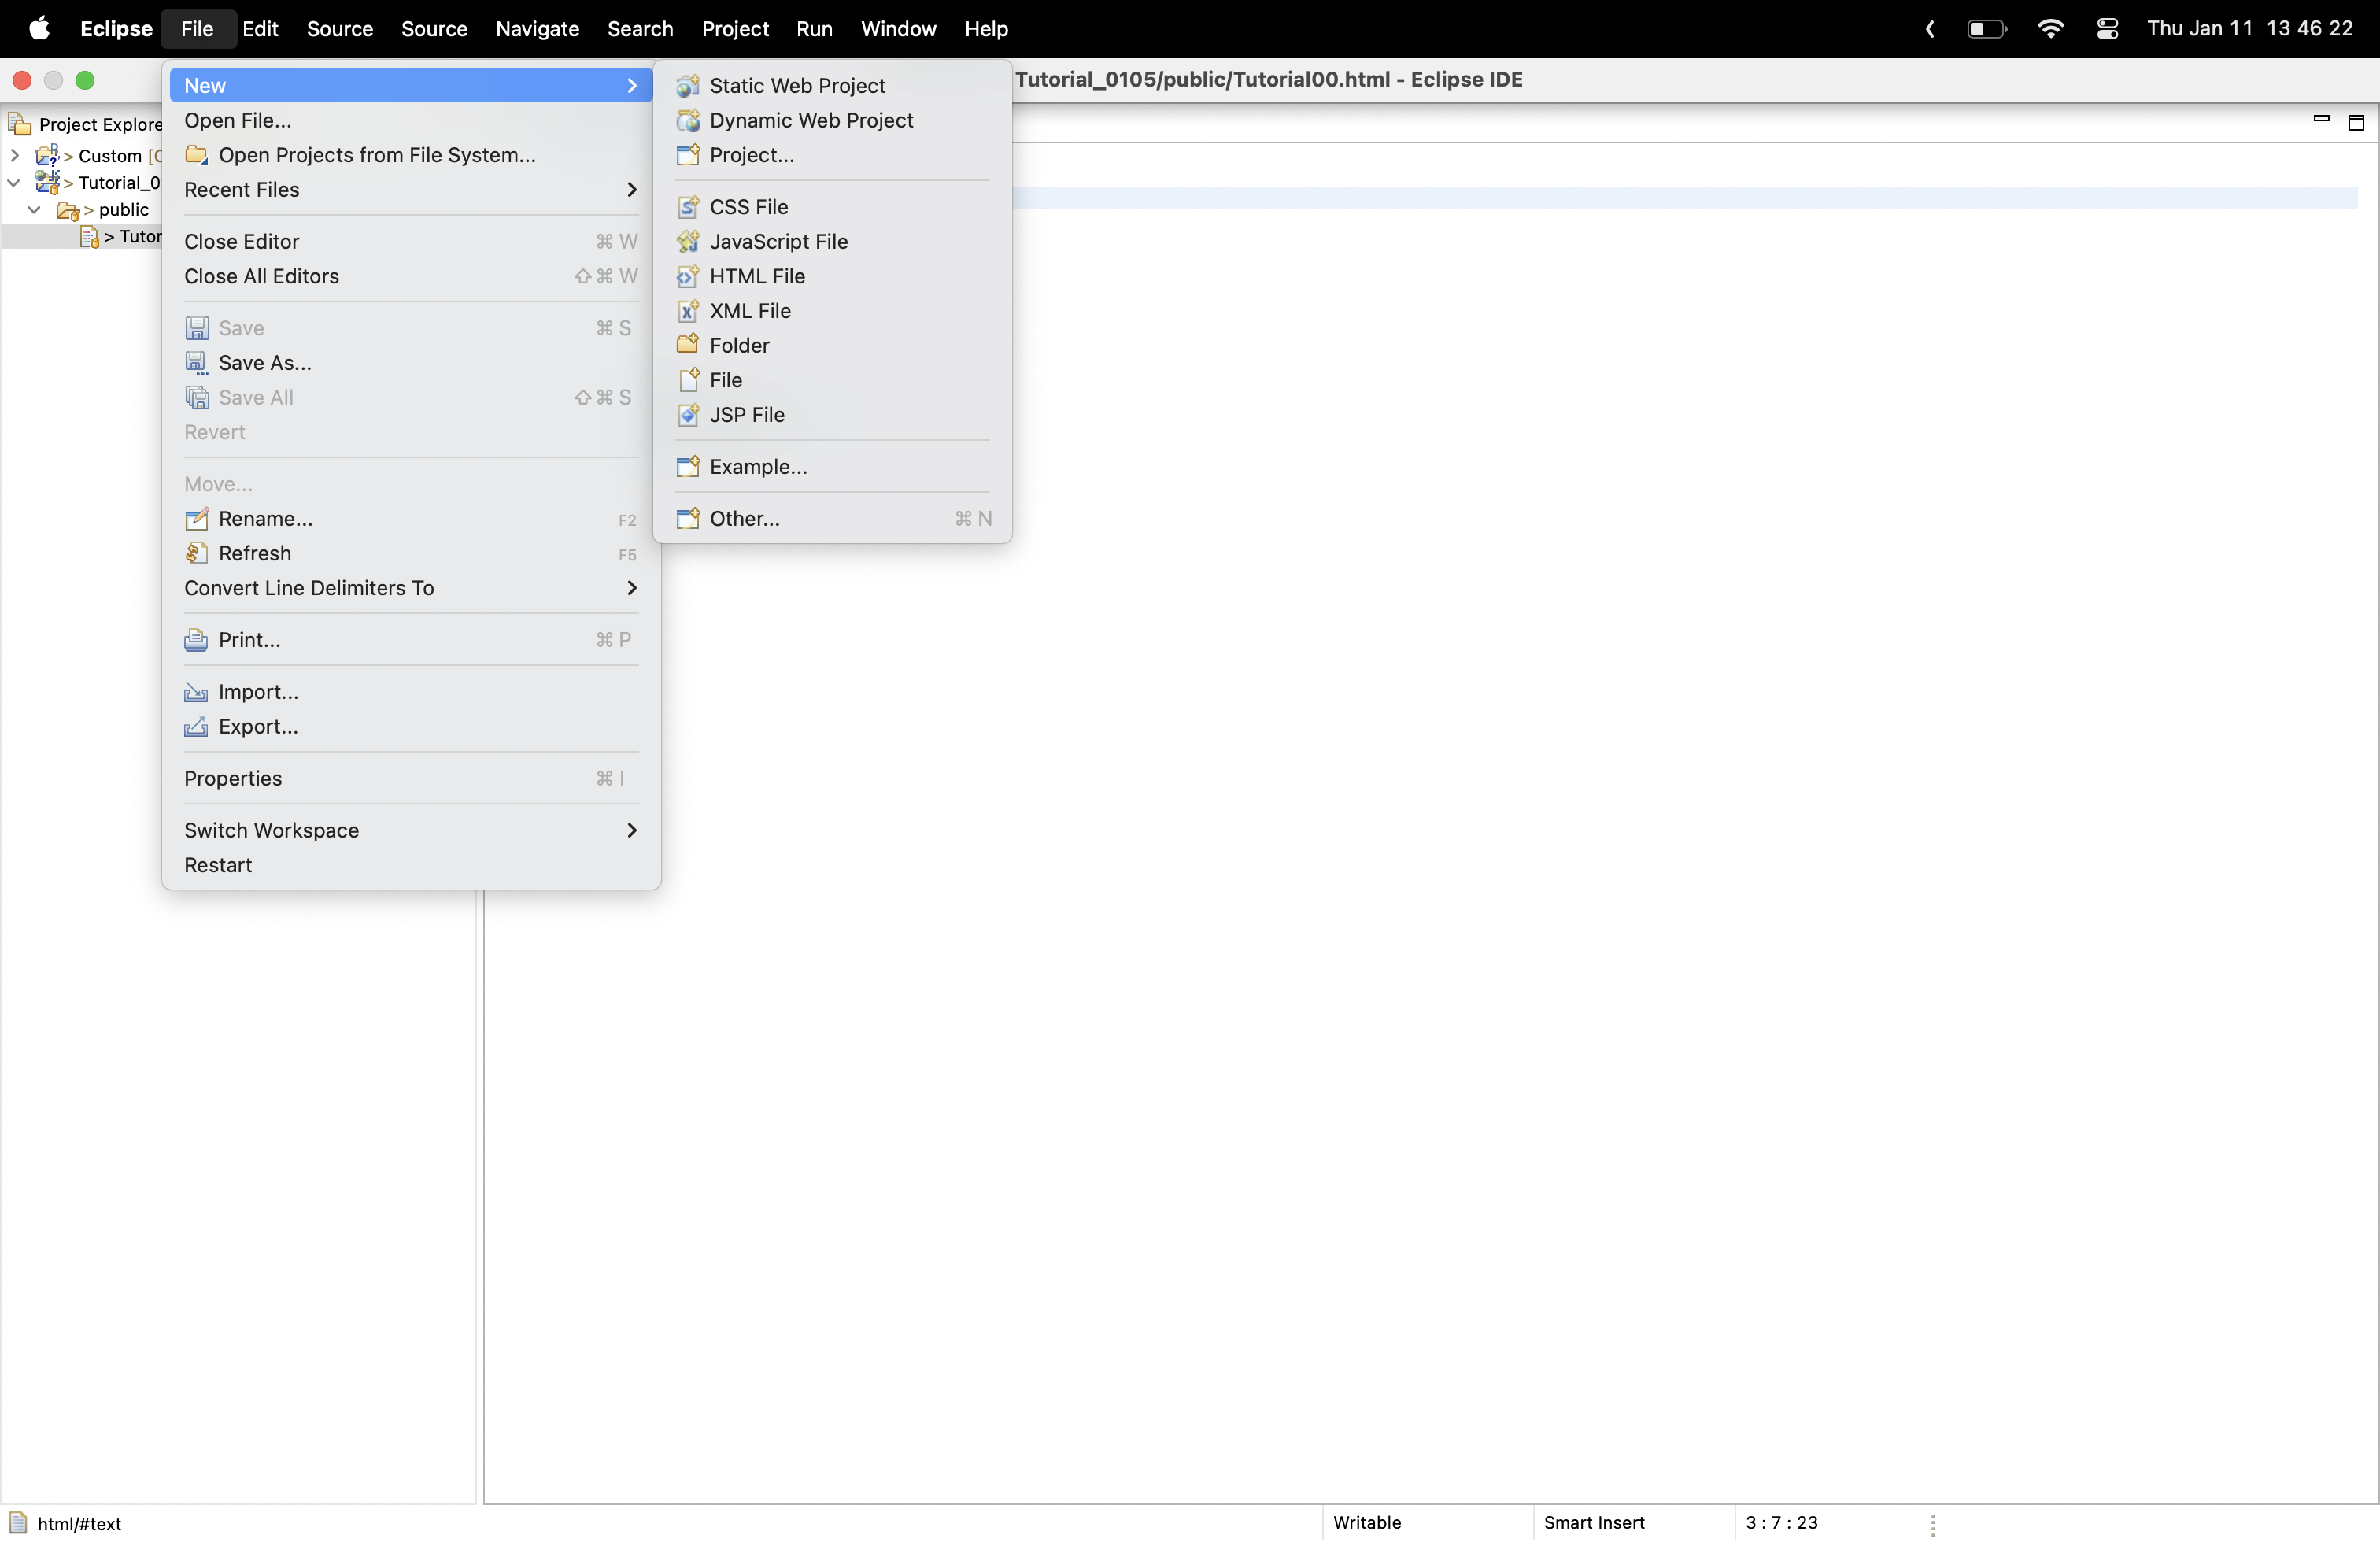 Eclipse File Edit Source Source Navigate Search Project Run Window Help Thu Jan 11 13 46 22
Tutorial_0105/public/Tutorial00.html - Eclipse IDE
Project Explore
> Custom [C
> Tutorial_0
> public
> Tutor
New
Open File...
Open Projects from File System...
Recent Files
Close Editor ⌘ W
Close All Editors ⇧ ⌘ W
Save ⌘ S
Save As...
Save All ⇧ ⌘ S
Revert
Move...
Rename... F2
Refresh F5
Convert Line Delimiters To
Print... ⌘ P
Import...
Export...
Properties ⌘ I
Switch Workspace
Restart
Static Web Project
Dynamic Web Project
Project...
CSS File
JavaScript File
HTML File
XML File
Folder
File
JSP File
Example...
Other... ⌘ N
html/#text Writable Smart Insert 3 : 7 : 23